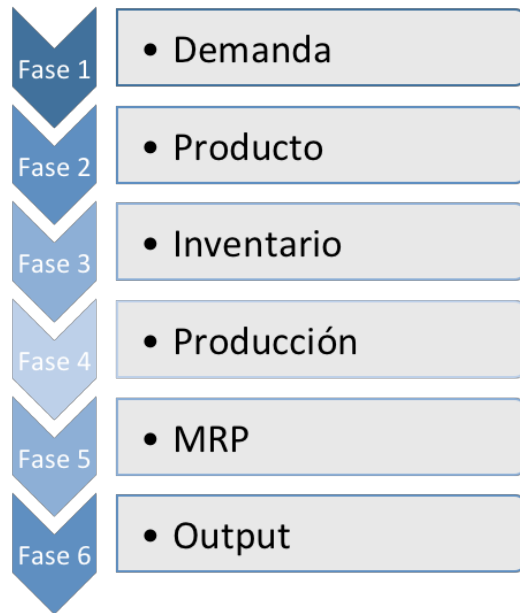 Fase 1
• Demanda
Fase 2
• Producto
Fase 3
• Inventario
Fase 4
• Producción
Fase 5
• MRP
Fase 6
• Output